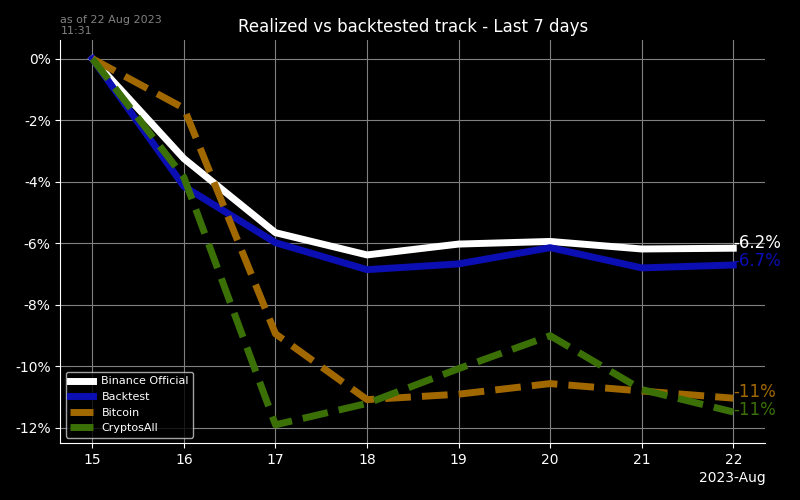 as of 22 Aug 2023
11:31
Realized vs backtested track - Last 7 days
0%
-2%
-4%
-6%
-8%
-10%
-12%
-6.2%
-6.7%
-11%
-11%
Binance Official
Backtest
Bitcoin
CryptosAll
15 16 17 18 19 20 21 22
2023-Aug